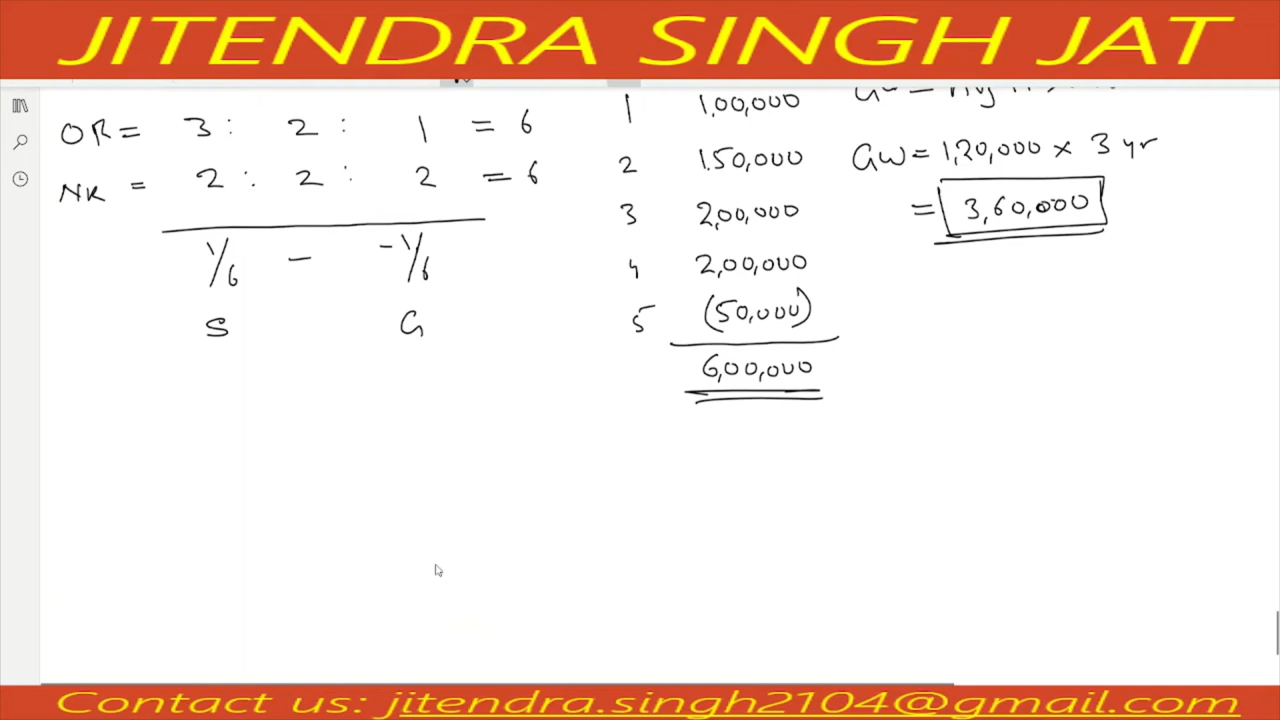 JITENDRA SINGH JAT
OR = 3 : 2 : 1 = 6
NR = 2 : 2 : 2 = 6
1/6 - -1/6
S G
1 1,00,000
2 1,50,000
3 2,00,000
4 2,00,000
5 (50,000)
6,00,000
GW = 1,20,000 × 3 yr
= 3,60,000
Contact us: jitendra.singh2104@gmail.com